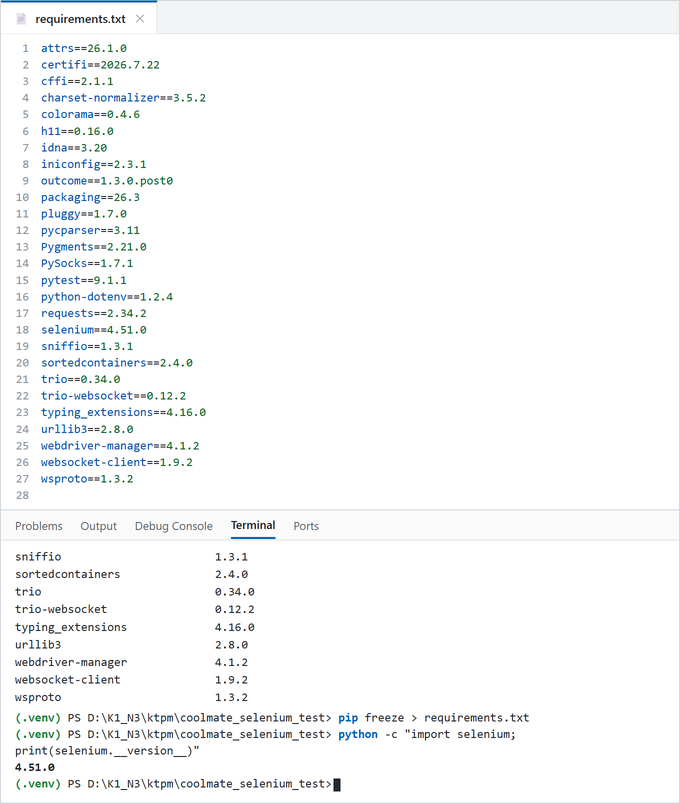 requirements.txt ×
1 attrs==26.1.0
2 certifi==2026.7.22
3 cffi==2.1.1
4 charset-normalizer==3.5.2
5 colorama==0.4.6
6 h11==0.16.0
7 idna==3.20
8 iniconfig==2.3.1
9 outcome==1.3.0.post0
10 packaging==26.3
11 pluggy==1.7.0
12 pycparser==3.11
13 Pygments==2.21.0
14 PySocks==1.7.1
15 pytest==9.1.1
16 python-dotenv==1.2.4
17 requests==2.34.2
18 selenium==4.51.0
19 sniffio==1.3.1
20 sortedcontainers==2.4.0
21 trio==0.34.0
22 trio-websocket==0.12.2
23 typing_extensions==4.16.0
24 urllib3==2.8.0
25 webdriver-manager==4.1.2
26 websocket-client==1.9.2
27 wsproto==1.3.2
28
Problems Output Debug Console Terminal Ports
sniffio 1.3.1
sortedcontainers 2.4.0
trio 0.34.0
trio-websocket 0.12.2
typing_extensions 4.16.0
urllib3 2.8.0
webdriver-manager 4.1.2
websocket-client 1.9.2
wsproto 1.3.2
(.venv) PS D:\K1_N3\ktpm\coolmate_selenium_test> pip freeze > requirements.txt
(.venv) PS D:\K1_N3\ktpm\coolmate_selenium_test> python -c "import selenium;
print(selenium.__version__)"
4.51.0
(.venv) PS D:\K1_N3\ktpm\coolmate_selenium_test>